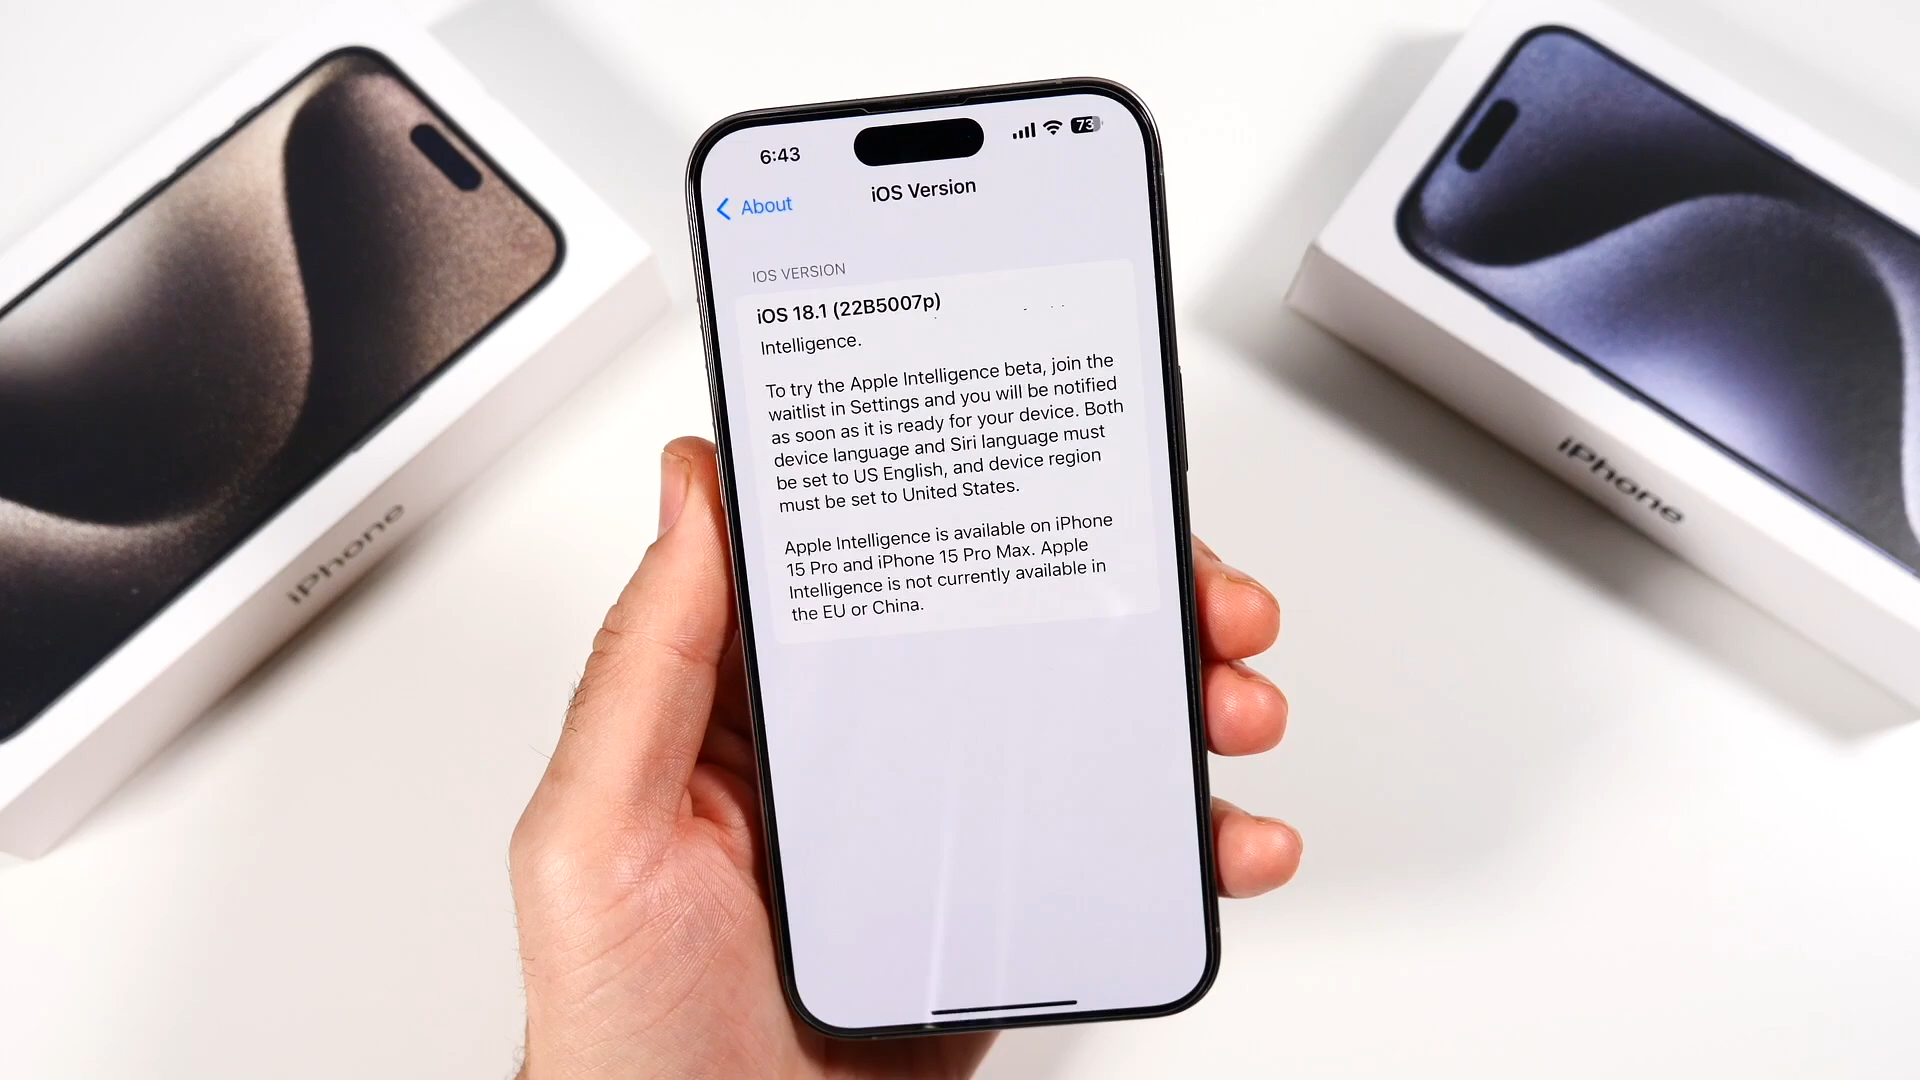 6:43
73
About
iOS Version
IOS VERSION
iOS 18.1 (22B5007p)
Intelligence.
To try the Apple Intelligence beta, join the
waitlist in Settings and you will be notified
as soon as it is ready for your device. Both
device language and Siri language must
be set to US English, and device region
must be set to United States.
Apple Intelligence is available on iPhone
15 Pro and iPhone 15 Pro Max. Apple
Intelligence is not currently available in
the EU or China.
iPhone
iPhone